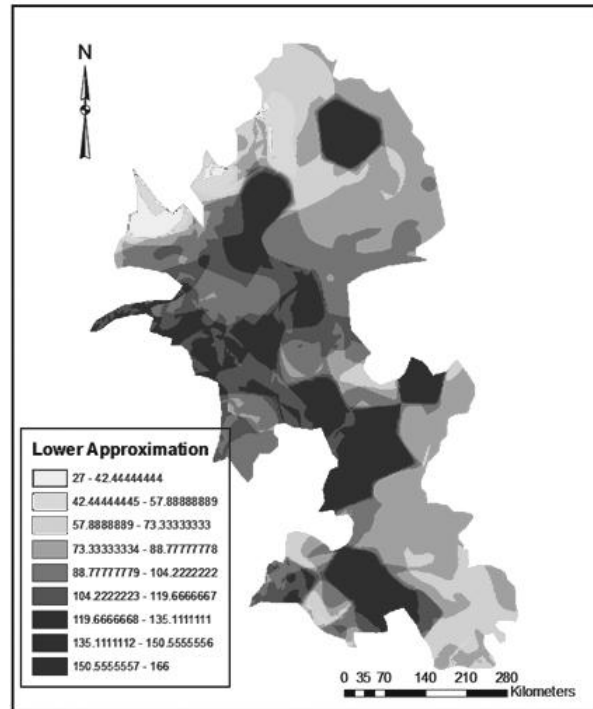 N
Lower Approximation
27 - 42.44444444
42.44444445 - 57.88888889
57.8888889 - 73.33333333
73.33333334 - 88.77777778
88.77777779 - 104.2222222
104.2222223 - 119.6666667
119.6666668 - 135.1111111
135.1111112 - 150.5555556
150.5555557 - 166
0 35 70 140 210 280
Kilometers